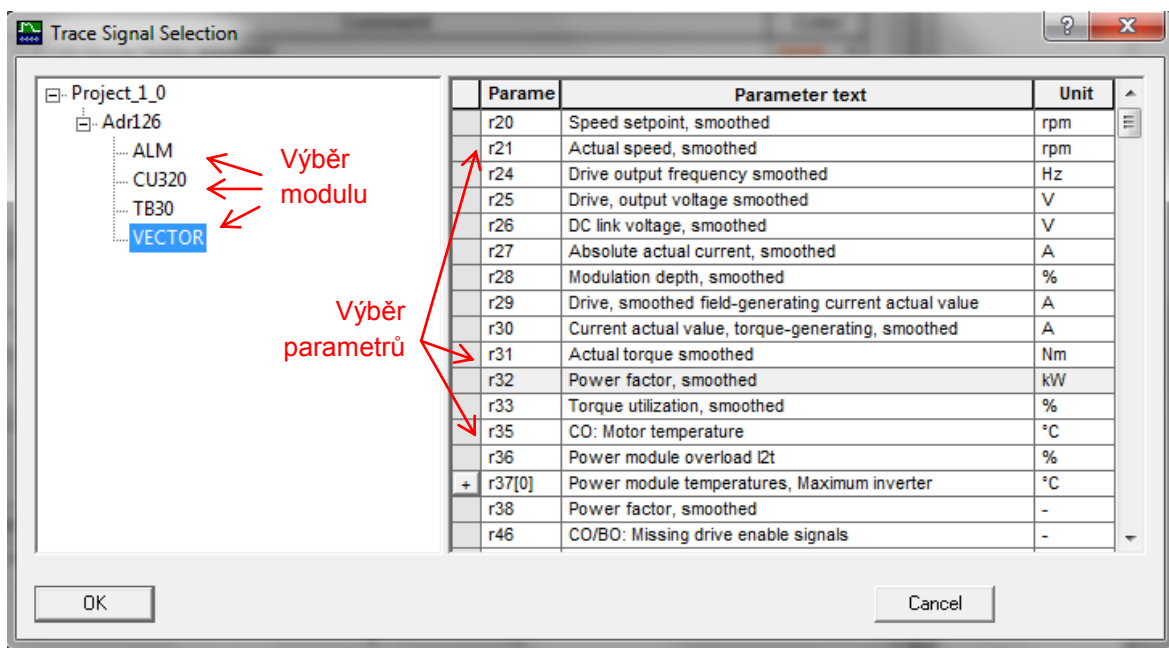 Trace Signal Selection
Project_1_0
Adr126
ALM
CU320
TB30
VECTOR
Výběr
modulu
Výběr
parametrů
Parame Parameter text Unit
r20 Speed setpoint, smoothed rpm
r21 Actual speed, smoothed rpm
r24 Drive output frequency smoothed Hz
r25 Drive, output voltage smoothed V
r26 DC link voltage, smoothed V
r27 Absolute actual current, smoothed A
r28 Modulation depth, smoothed %
r29 Drive, smoothed field-generating current actual value A
r30 Current actual value, torque-generating, smoothed A
r31 Actual torque smoothed Nm
r32 Power factor, smoothed kW
r33 Torque utilization, smoothed %
r35 CO: Motor temperature °C
r36 Power module overload I2t %
+ r37[0] Power module temperatures, Maximum inverter °C
r38 Power factor, smoothed -
r46 CO/BO: Missing drive enable signals -
OK Cancel